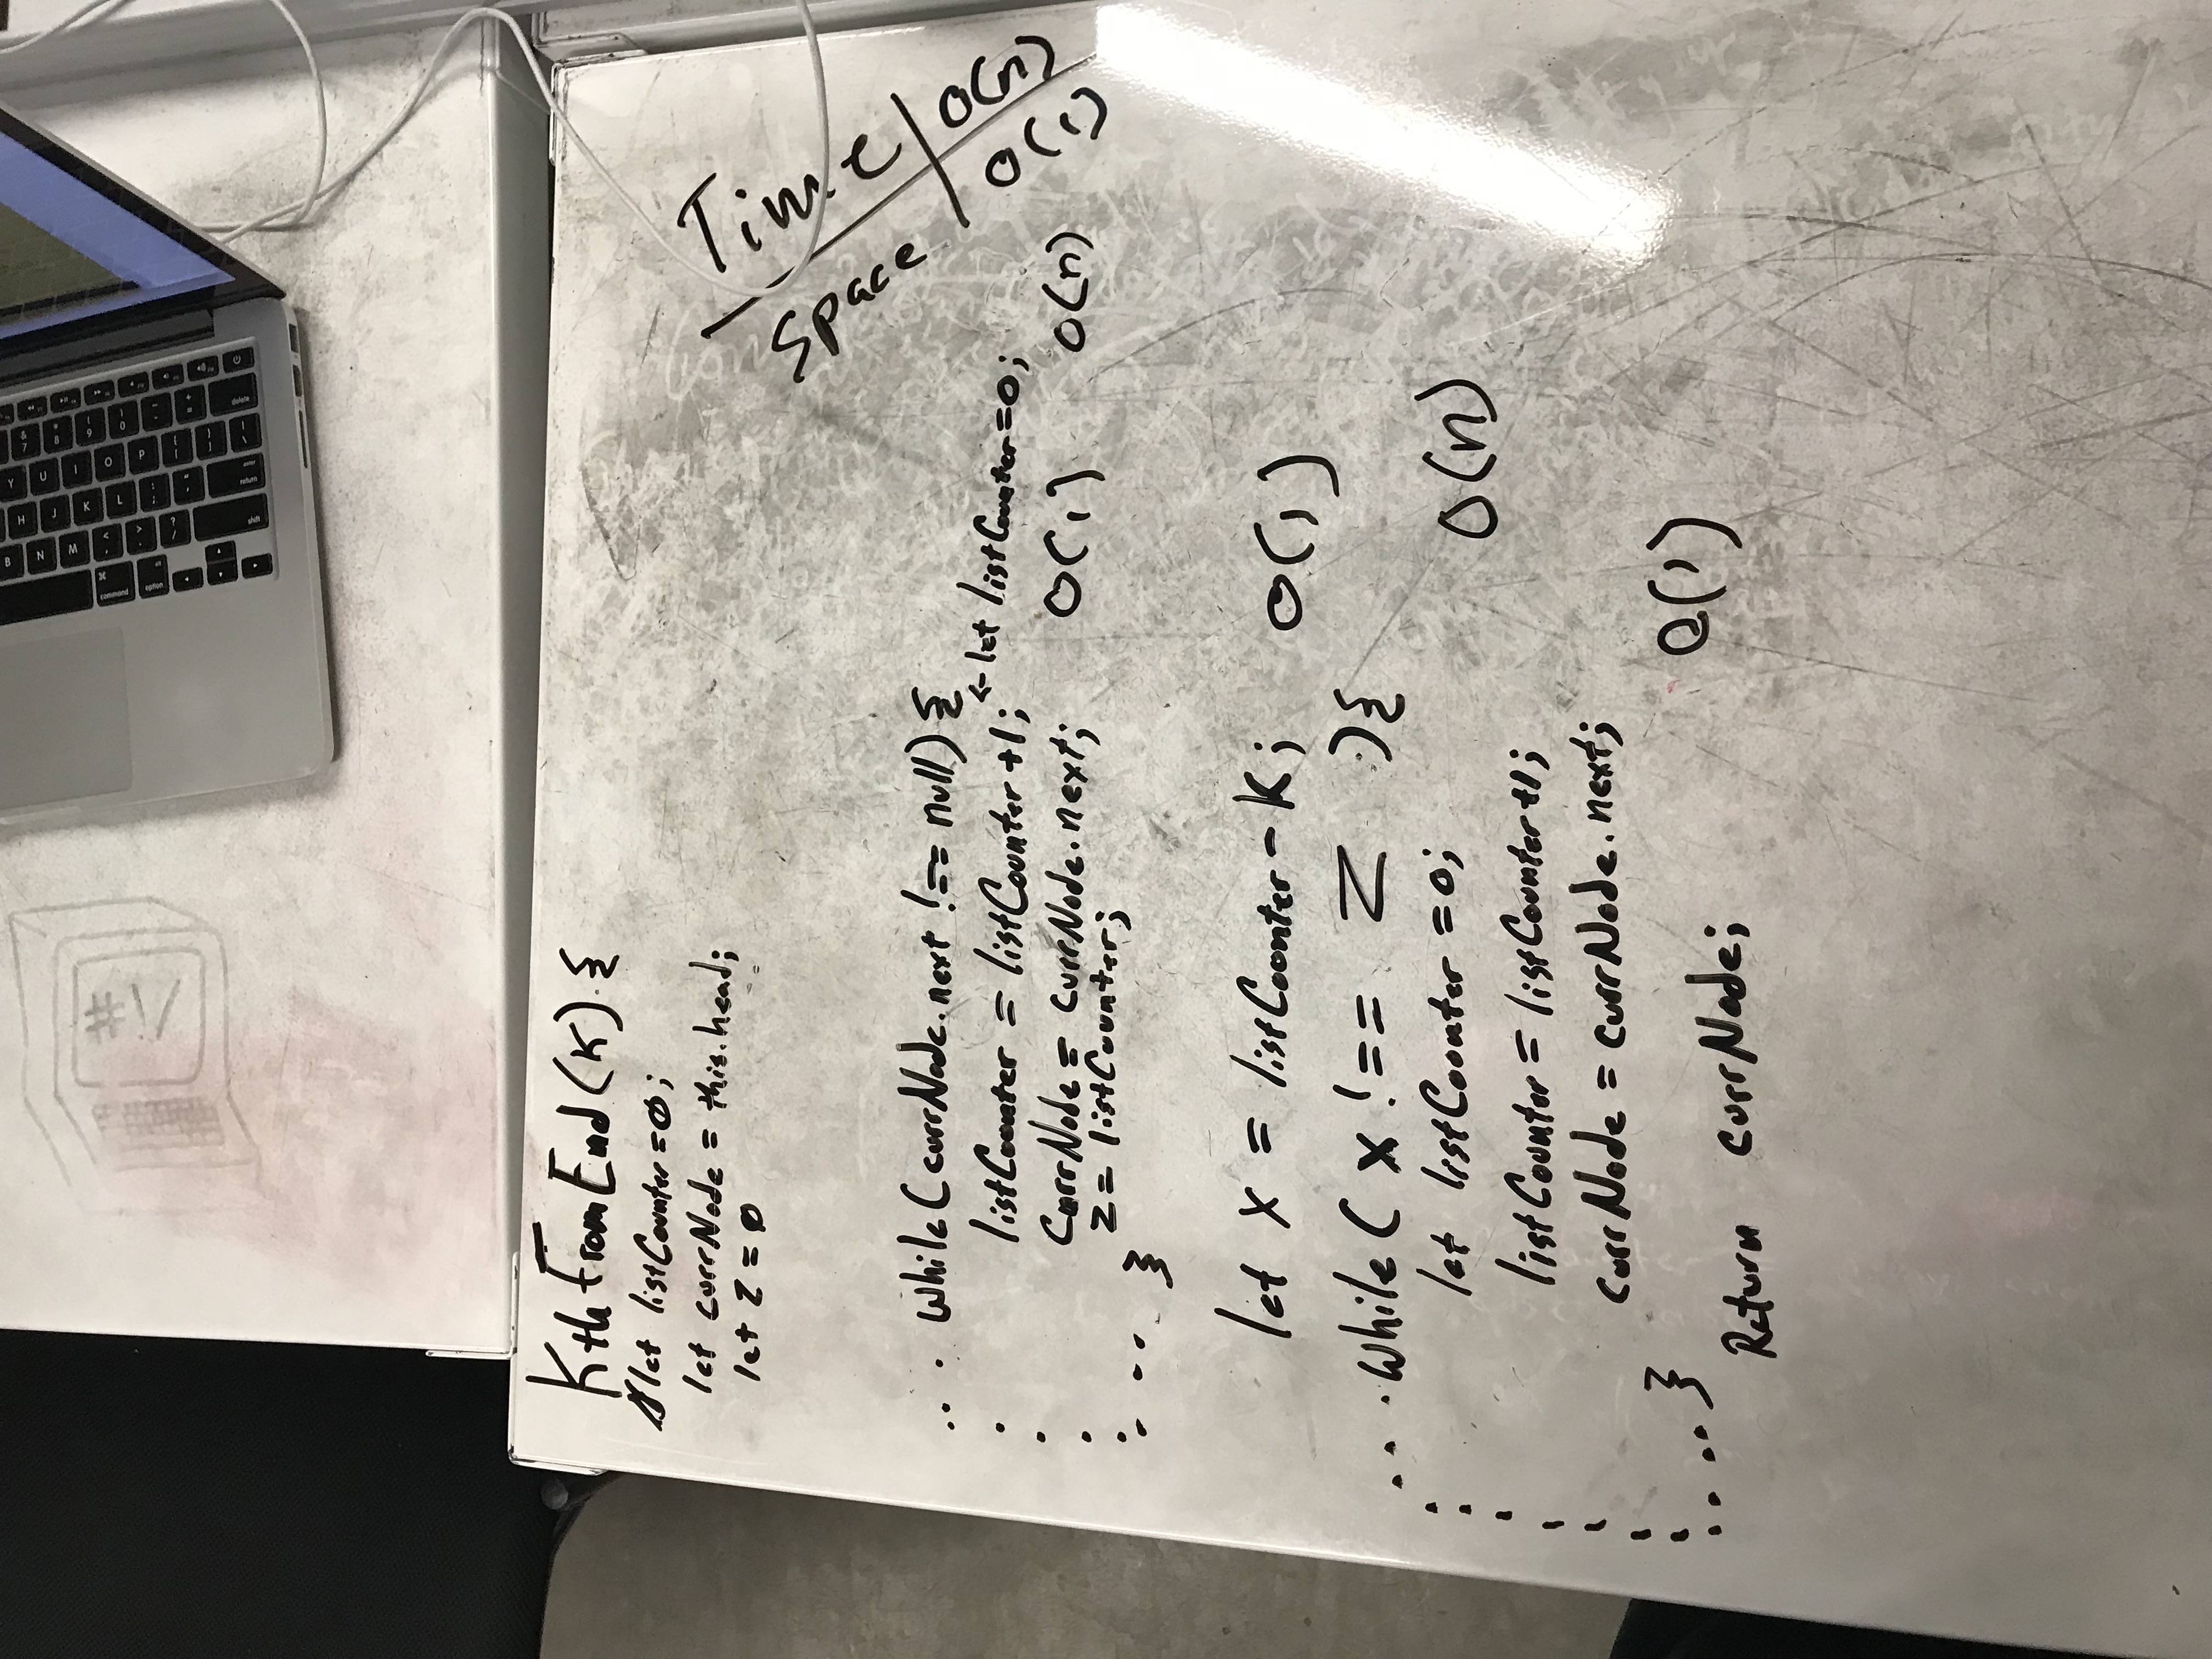 KthFromEnd(K).{
let listCounter=0;
let currNode = this.head;
let z = 0
Time O(n)
Space O(1)
while(currNode.next !== null){
listCounter = listCounter+1; <-let listCounter=0;
CurrNode= currNode.next; O(1) O(n)
z = listCounter;
}
let x = listCounter-K; O(1)
while(x!== z.){
let listCounter=0; O(n)
listCounter= listCounter+1;
currNode = currNode.next;
} O(1)
Return currNode;
#!/
delete
return
shift
command
option
Y U I O P
H J K L
B N M